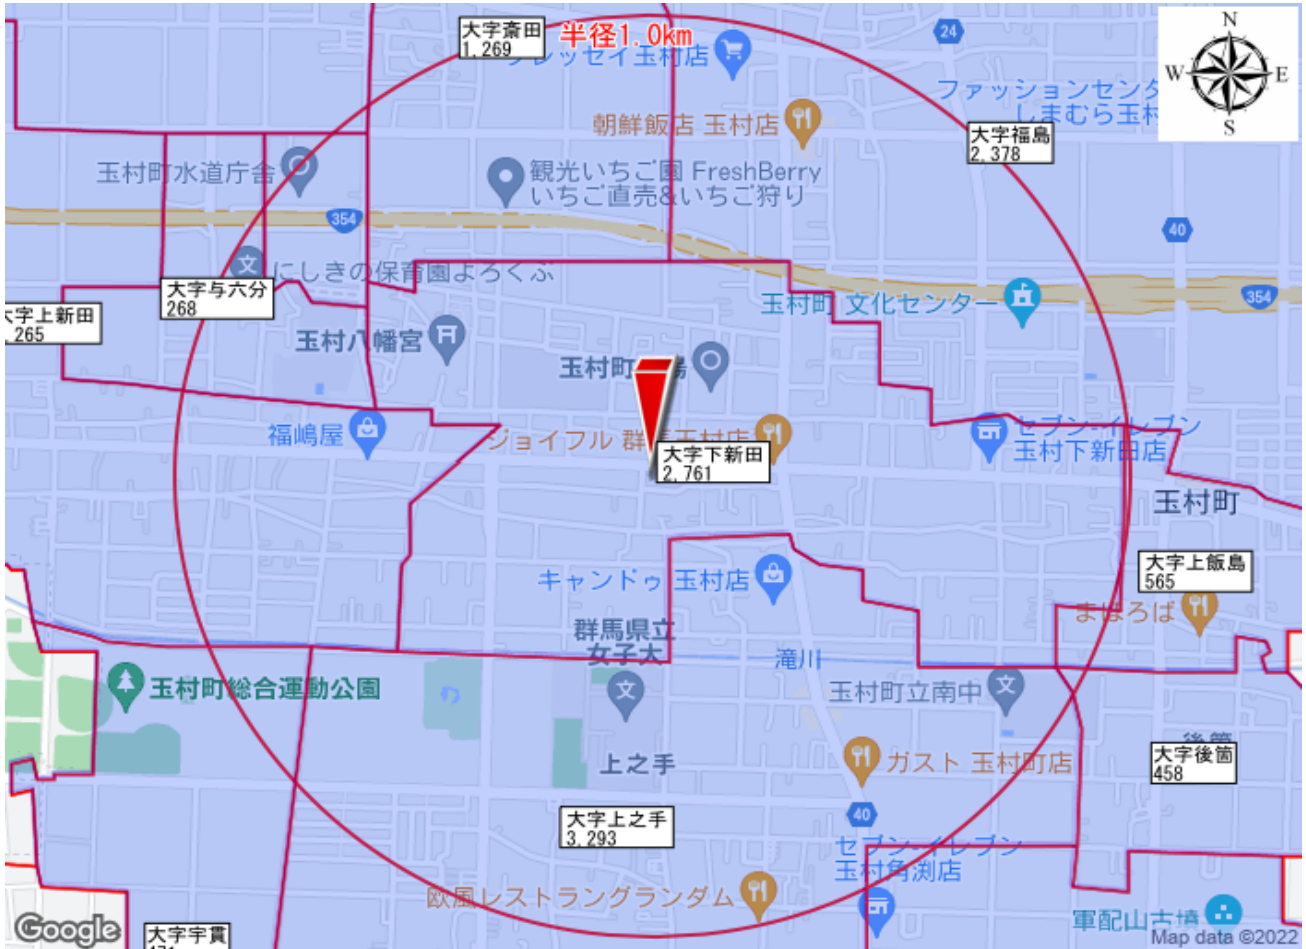 大字斎田
1,269
半径1.0km
フレッセイ玉村店
24
N
W
E
S
ファッションセンタ
しまむら玉村
朝鮮飯店 玉村店
大字福島
2,378
玉村町水道庁舎
観光いちご園 FreshBerry
いちご直売&いちご狩り
354
40
にしきの保育園よろくぶ
大字与六分
268
玉村町 文化センター
354
大字上新田
,265
玉村八幡宮
玉村町
福嶋屋
ジョイフル 群馬玉村店
セブン-イレブン
玉村下新田店
大字下新田
2,761
玉村町
キャンドゥ 玉村店
大字上飯島
565
まほろば
群馬県立
女子大
滝川
玉村町総合運動公園
玉村町立南中
後箇
大字後箇
458
上之手
ガスト 玉村町店
大字上之手
3,293
40
セブン-イレブン
玉村角渕店
欧風レストラングランダム
軍配山古墳
Google
大字宇貫
Map data ©2022